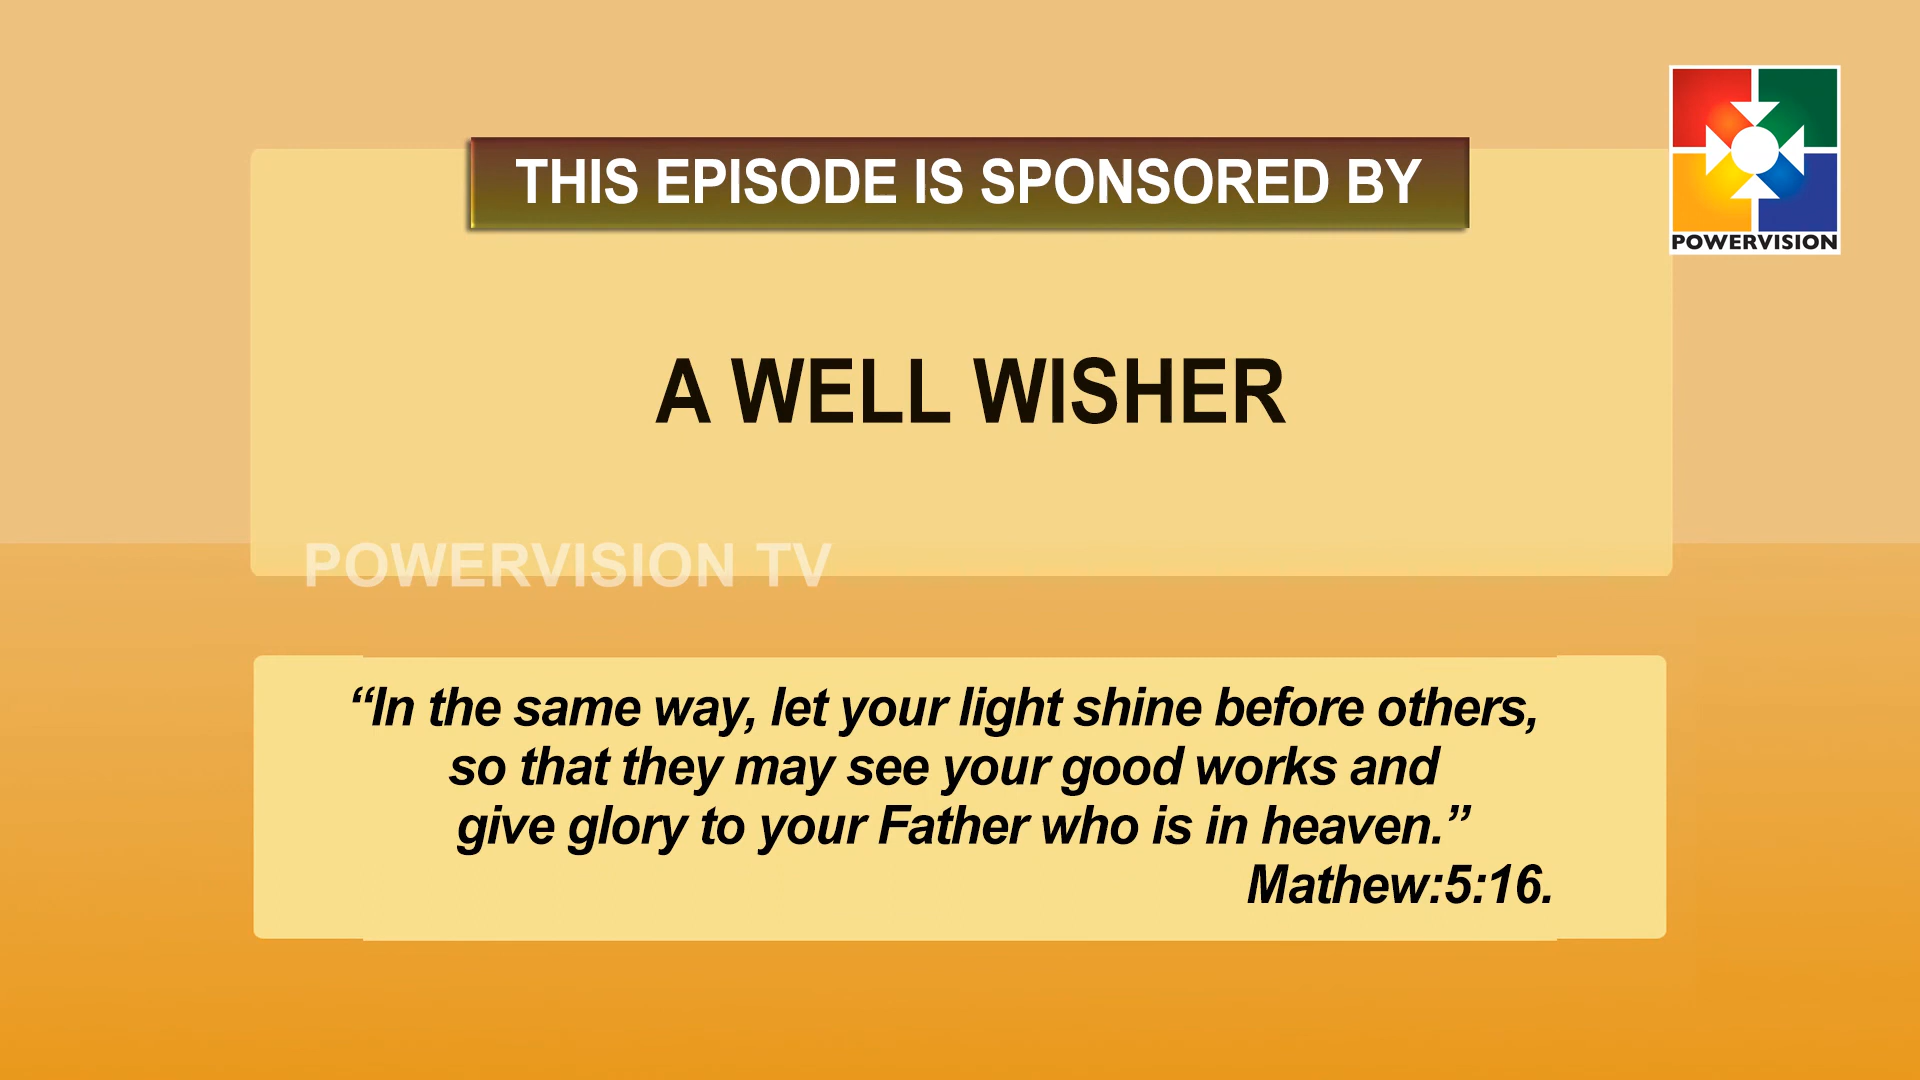 THIS EPISODE IS SPONSORED BY
POWERVISION
A WELL WISHER
POWERVISION TV
“In the same way, let your light shine before others,
so that they may see your good works and
give glory to your Father who is in heaven.”
Mathew:5:16.